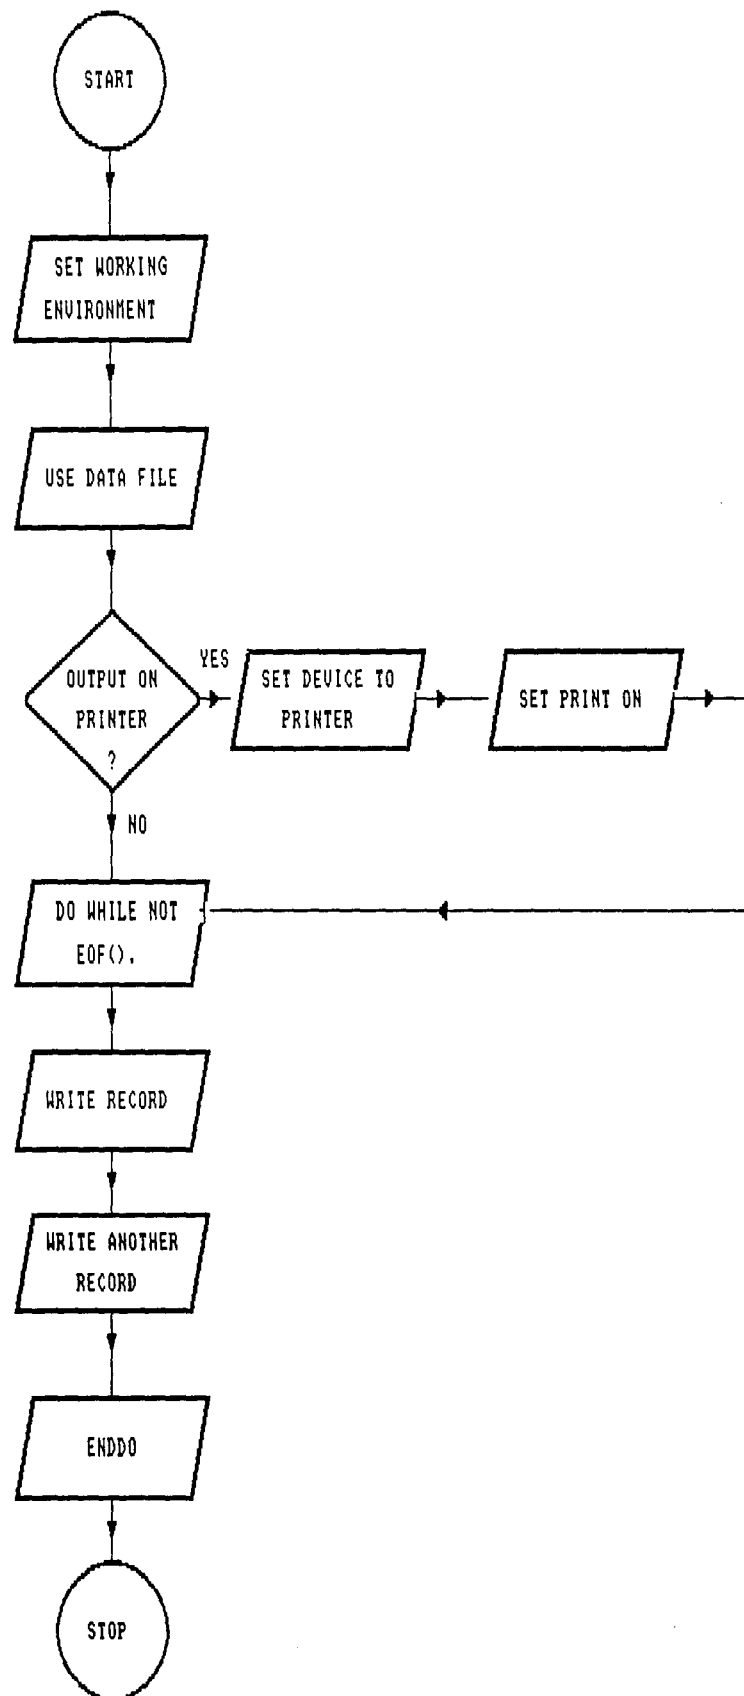 START
SET WORKING
ENVIRONMENT
USE DATA FILE
OUTPUT ON
PRINTER
?
YES
SET DEVICE TO
PRINTER
SET PRINT ON
NO
DO WHILE NOT
EOF().
WRITE RECORD
WRITE ANOTHER
RECORD
ENDDO
STOP